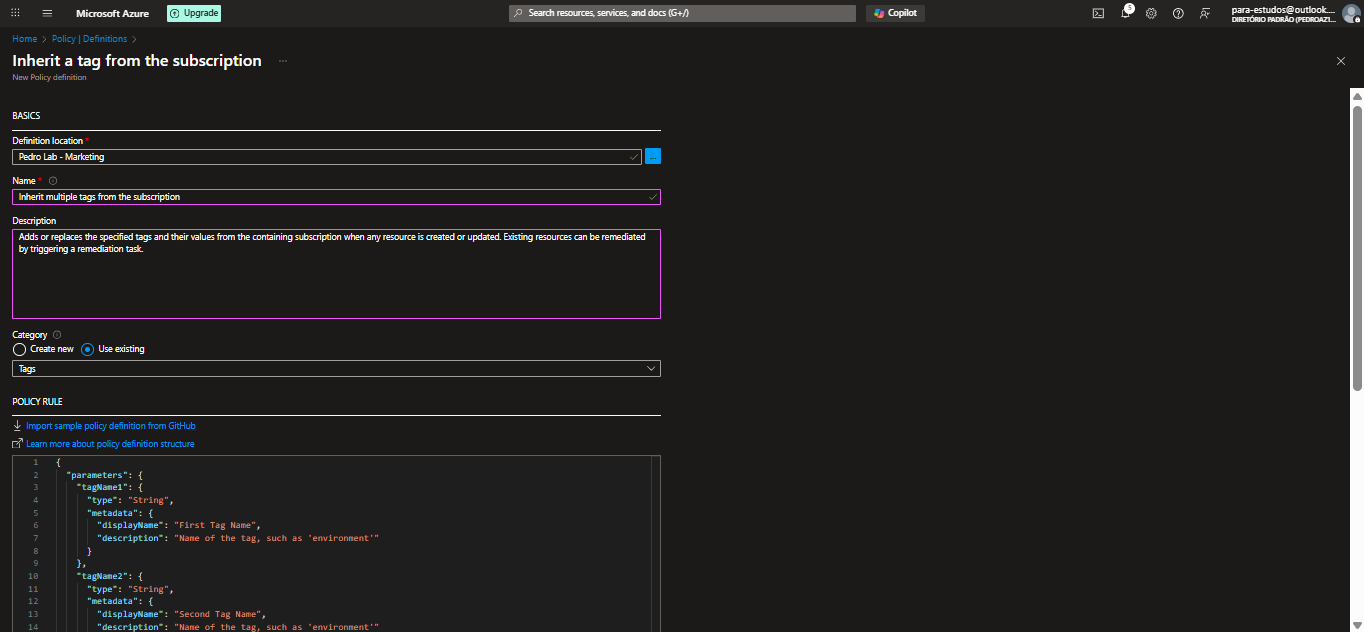 Microsoft Azure
Upgrade
Search resources, services, and docs (G+/)
Copilot
5
para-estudos@outlook....
DIRETÓRIO PADRÃO (PEDROAZ1...
Home > Policy | Definitions >
Inherit a tag from the subscription ...
New Policy definition
BASICS
Definition location *
Pedro Lab - Marketing
...
Name *
Inherit multiple tags from the subscription
Description
Adds or replaces the specified tags and their values from the containing subscription when any resource is created or updated. Existing resources can be remediated
by triggering a remediation task.
Category
Create new Use existing
Tags
POLICY RULE
Import sample policy definition from GitHub
Learn more about policy definition structure
1 {
2 "parameters": {
3 "tagName1": {
4 "type": "String",
5 "metadata": {
6 "displayName": "First Tag Name",
7 "description": "Name of the tag, such as 'environment'"
8 }
9 },
10 "tagName2": {
11 "type": "String",
12 "metadata": {
13 "displayName": "Second Tag Name",
14 "description": "Name of the tag, such as 'environment'"